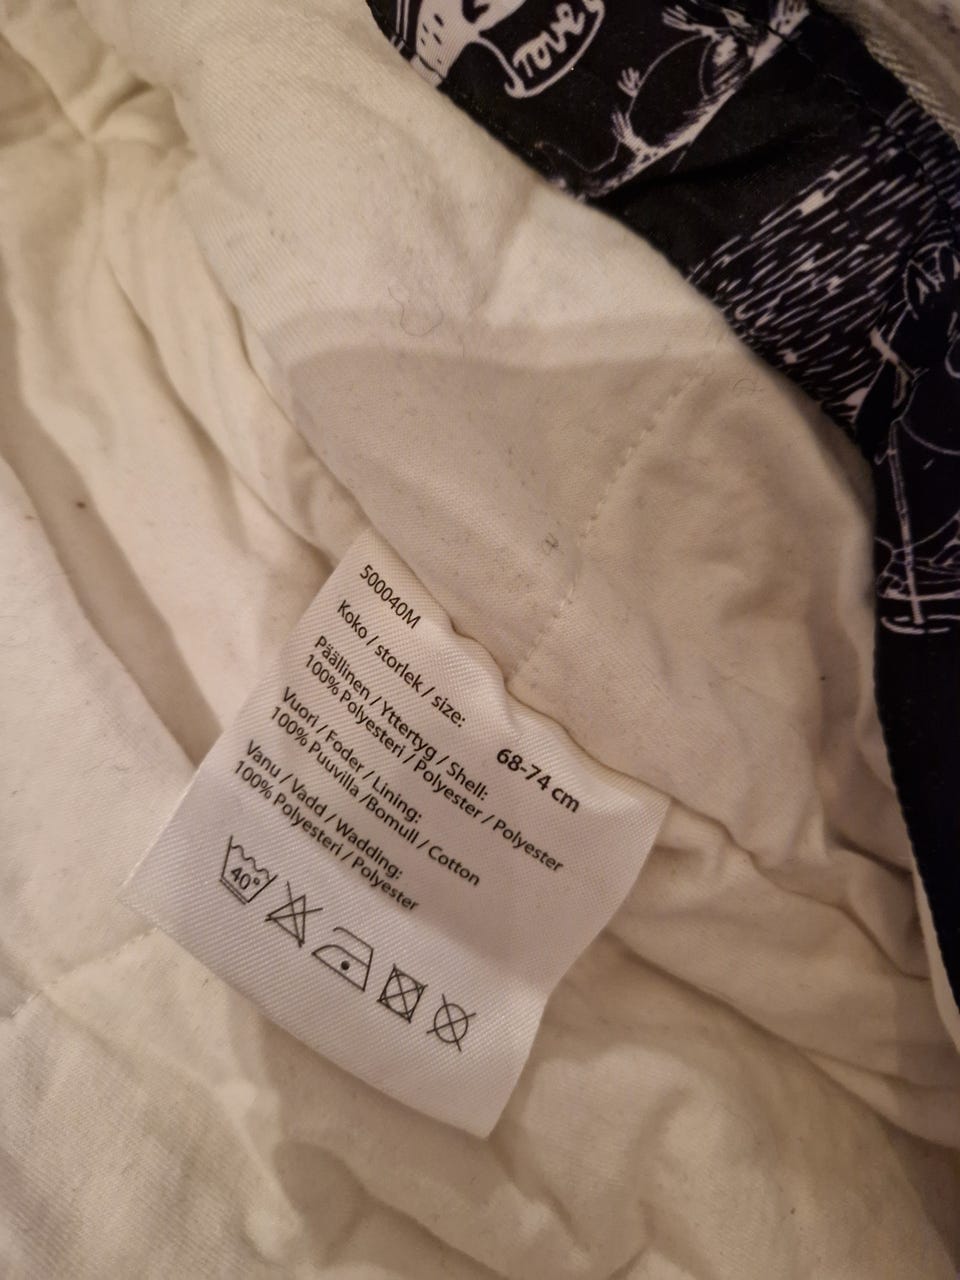 Tove
500040M
Koko / storlek / size:
68-74 cm
Päällinen / Yttertyg / Shell:
100% Polyesteri / Polyester / Polyester
Vuori / Foder / Lining:
100% Puuvilla /Bomull / Cotton
Vanu / Vadd / Wadding:
100% Polyesteri / Polyester
40°